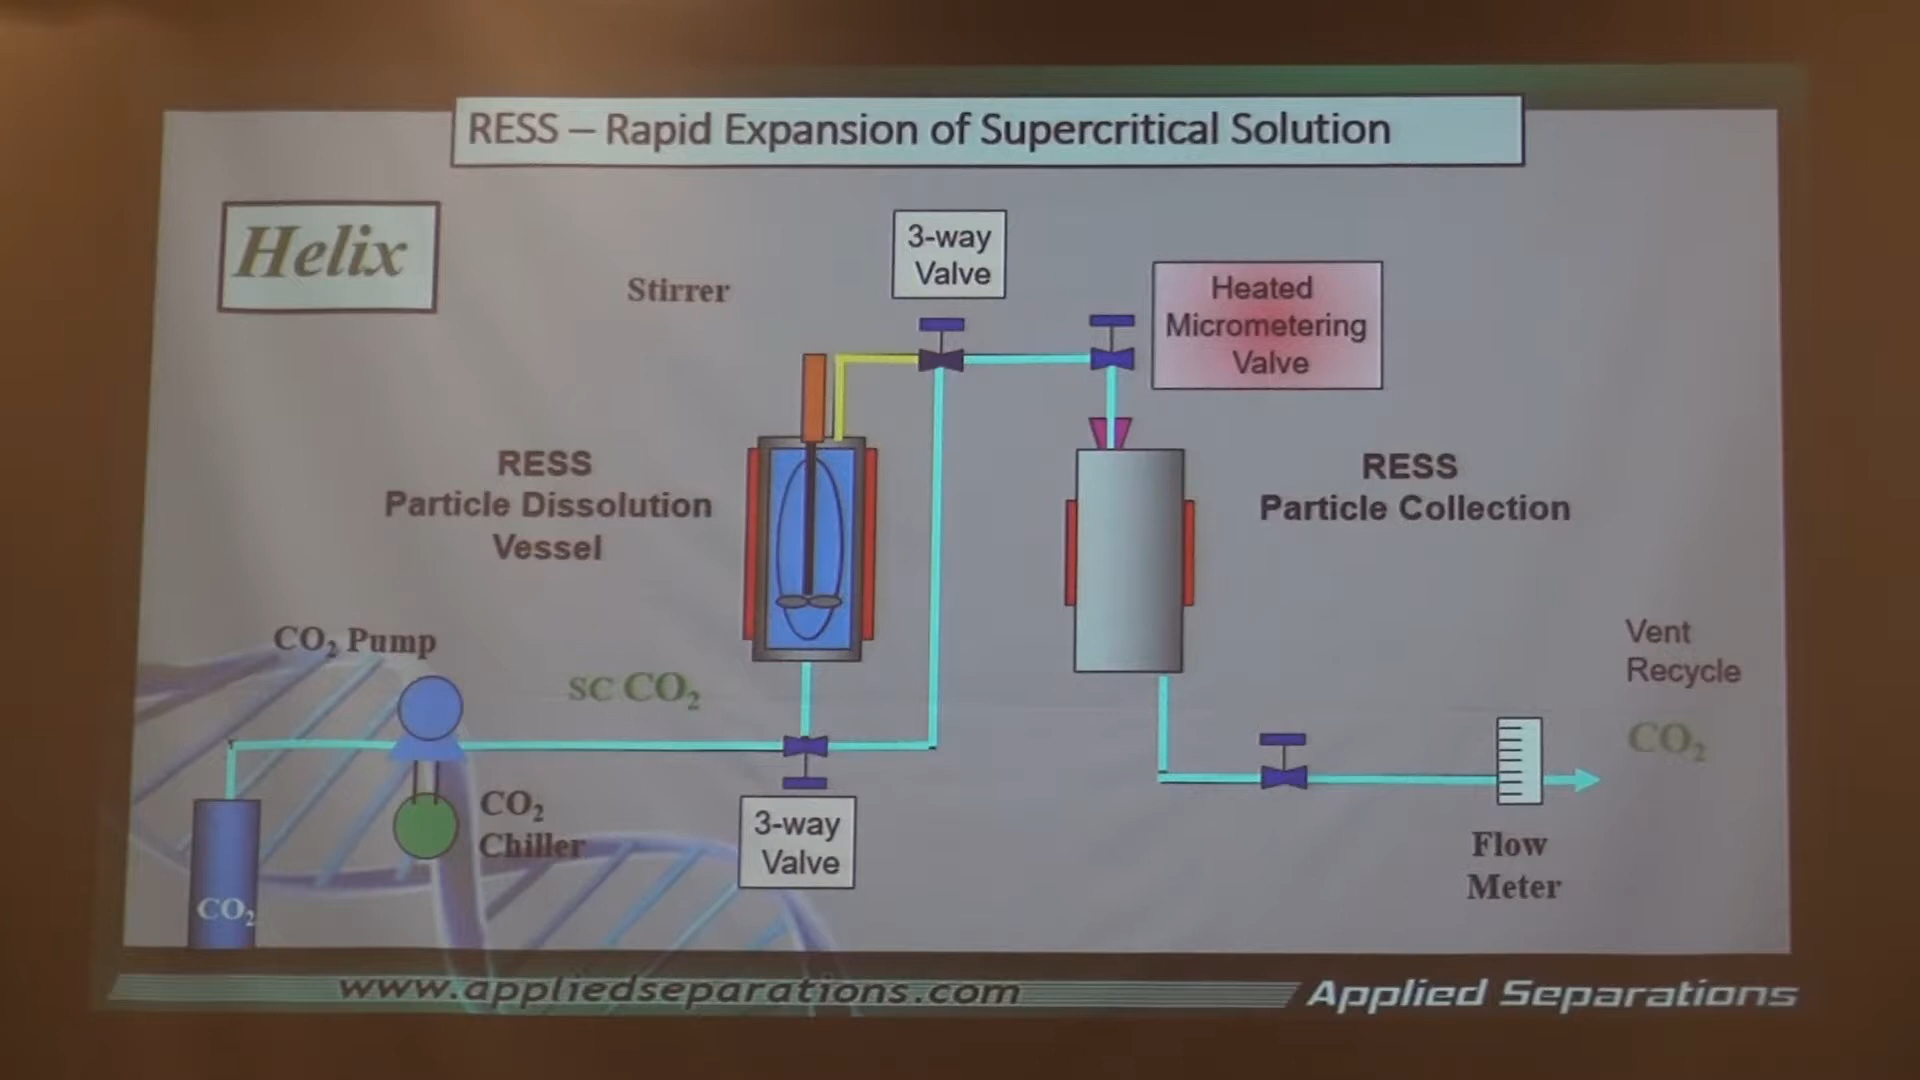 RESS – Rapid Expansion of Supercritical Solution
Helix
3-way
Valve
Stirrer
Heated
Micrometering
Valve
RESS
Particle Dissolution
Vessel
RESS
Particle Collection
CO₂ Pump
SC CO₂
Vent
Recycle
CO₂
CO₂
Chiller
3-way
Valve
Flow
Meter
CO₂
www.appliedseparations.com
Applied Separations